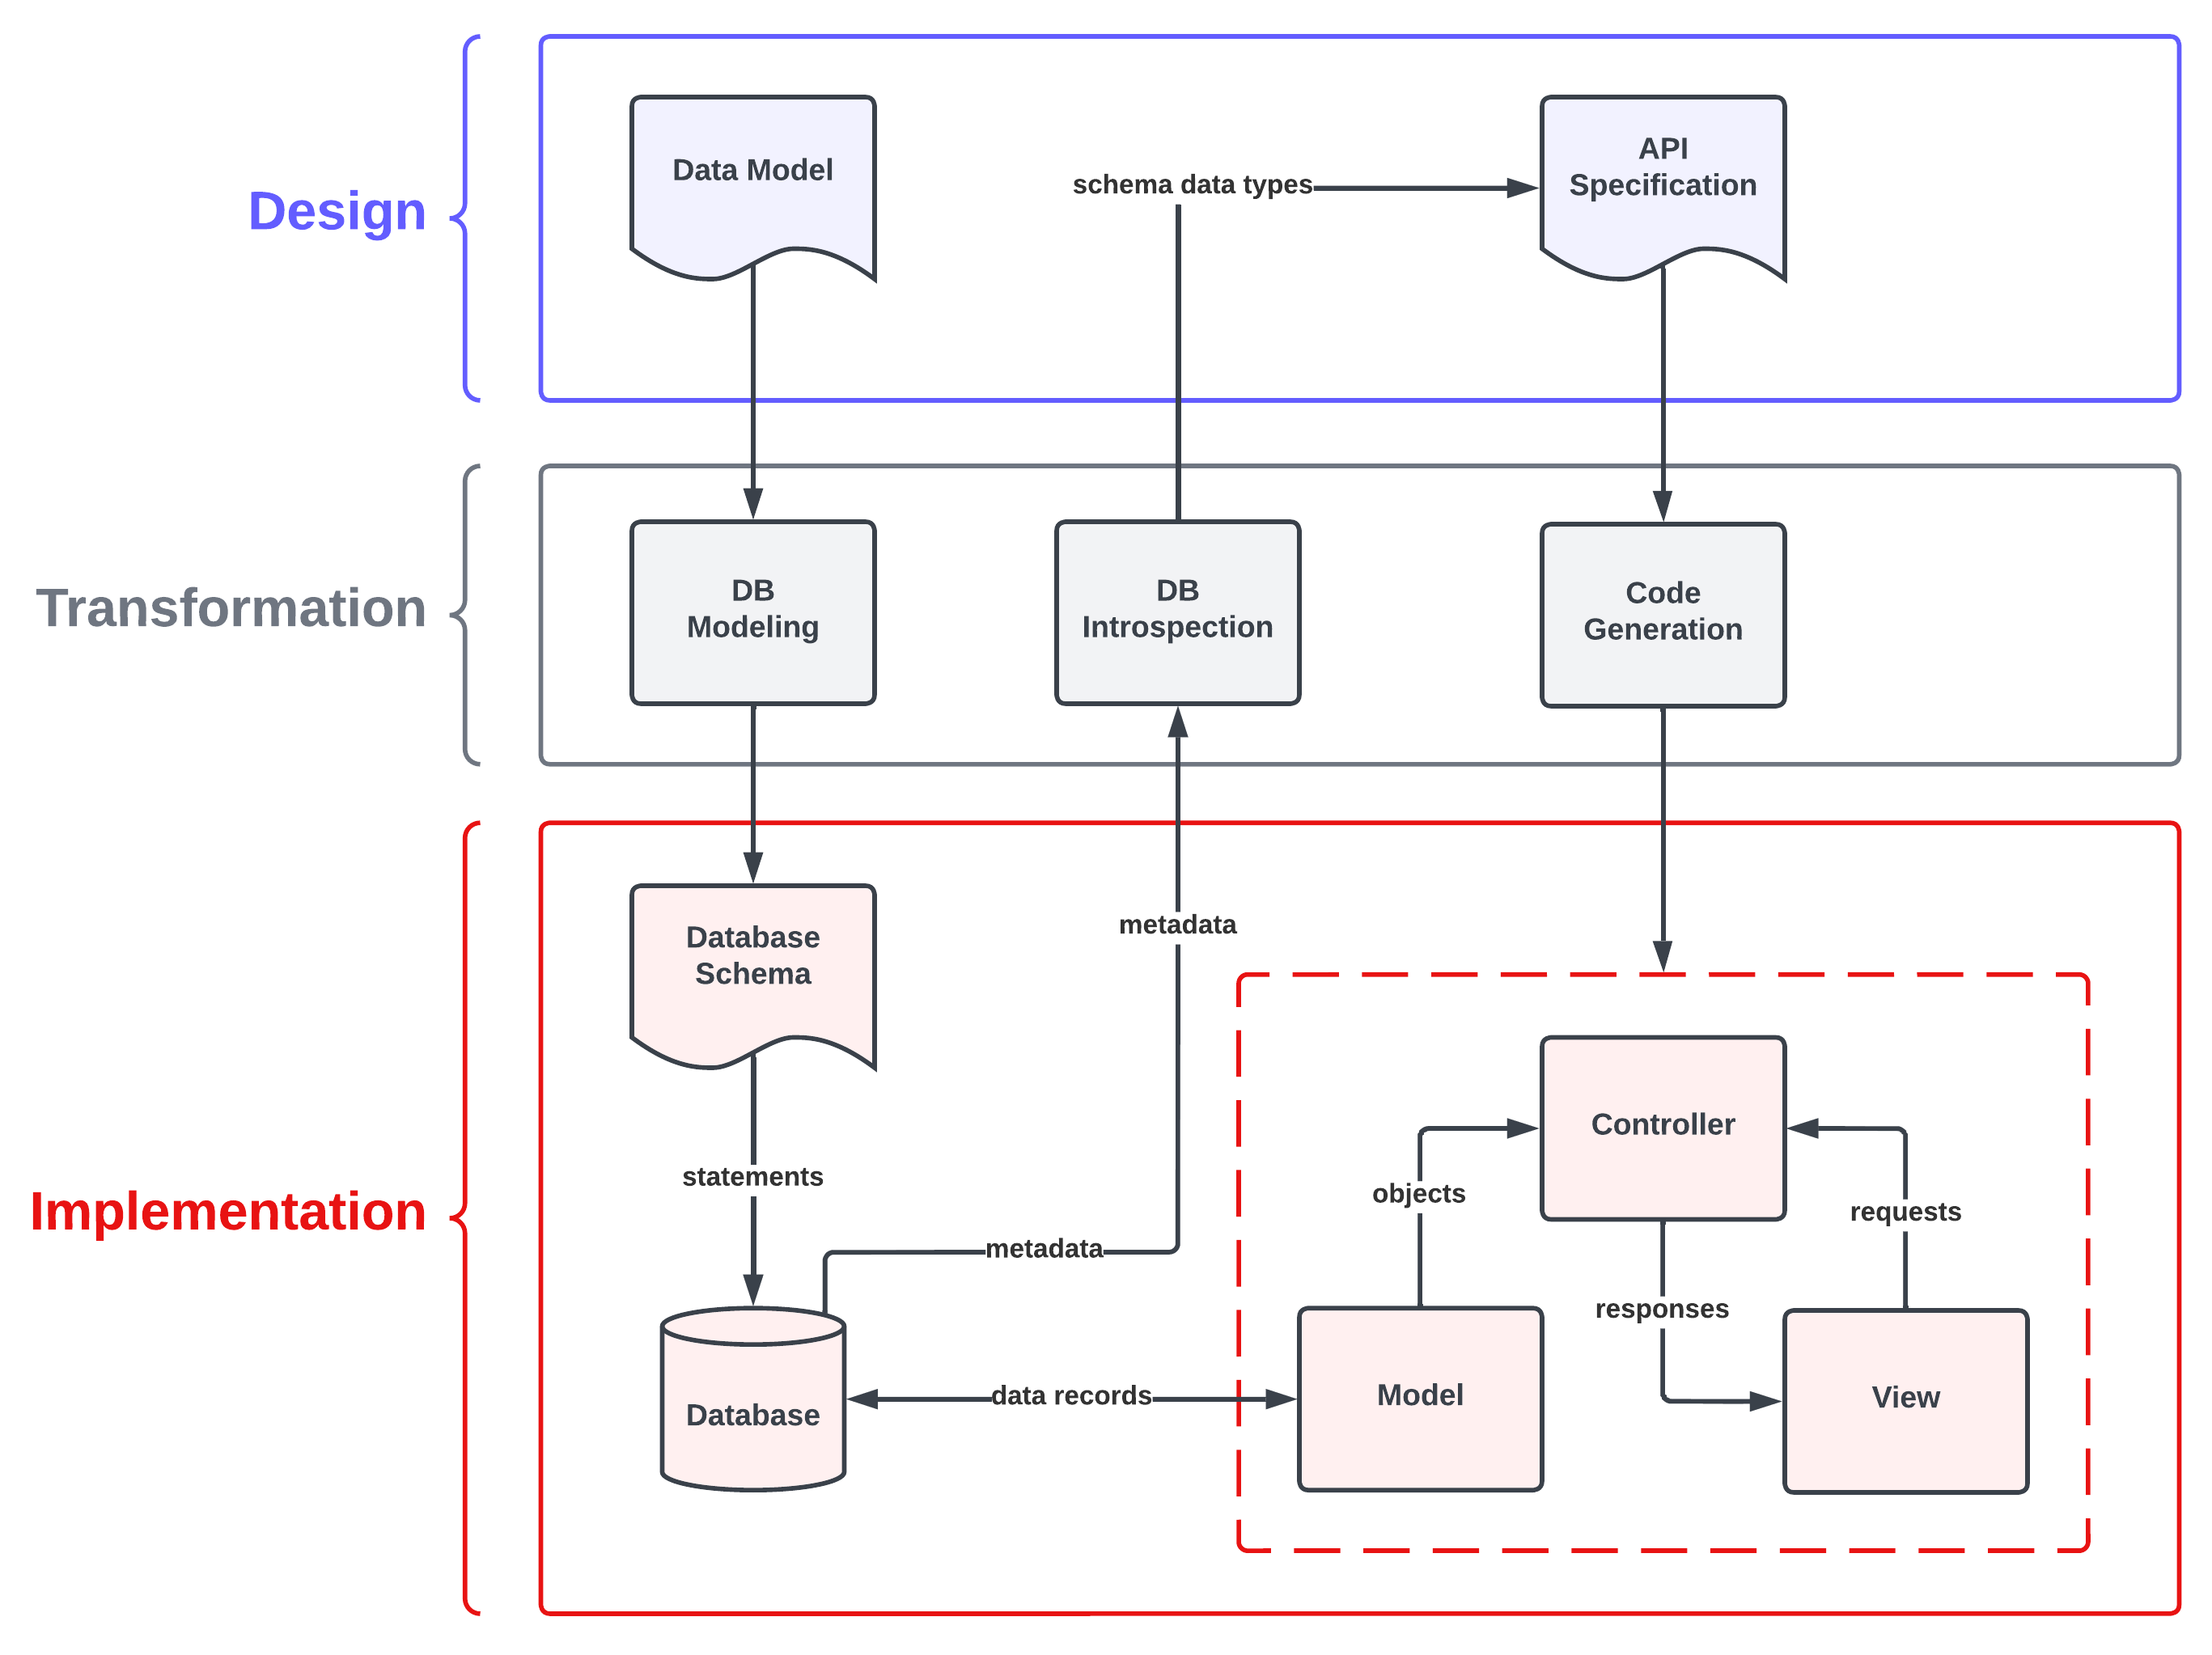 Design
Data Model
schema data types
API
Specification
Transformation
DB
Modeling
DB
Introspection
Code
Generation
Implementation
Database
Schema
metadata
statements
metadata
Database
data records
Controller
objects
requests
responses
Model
View